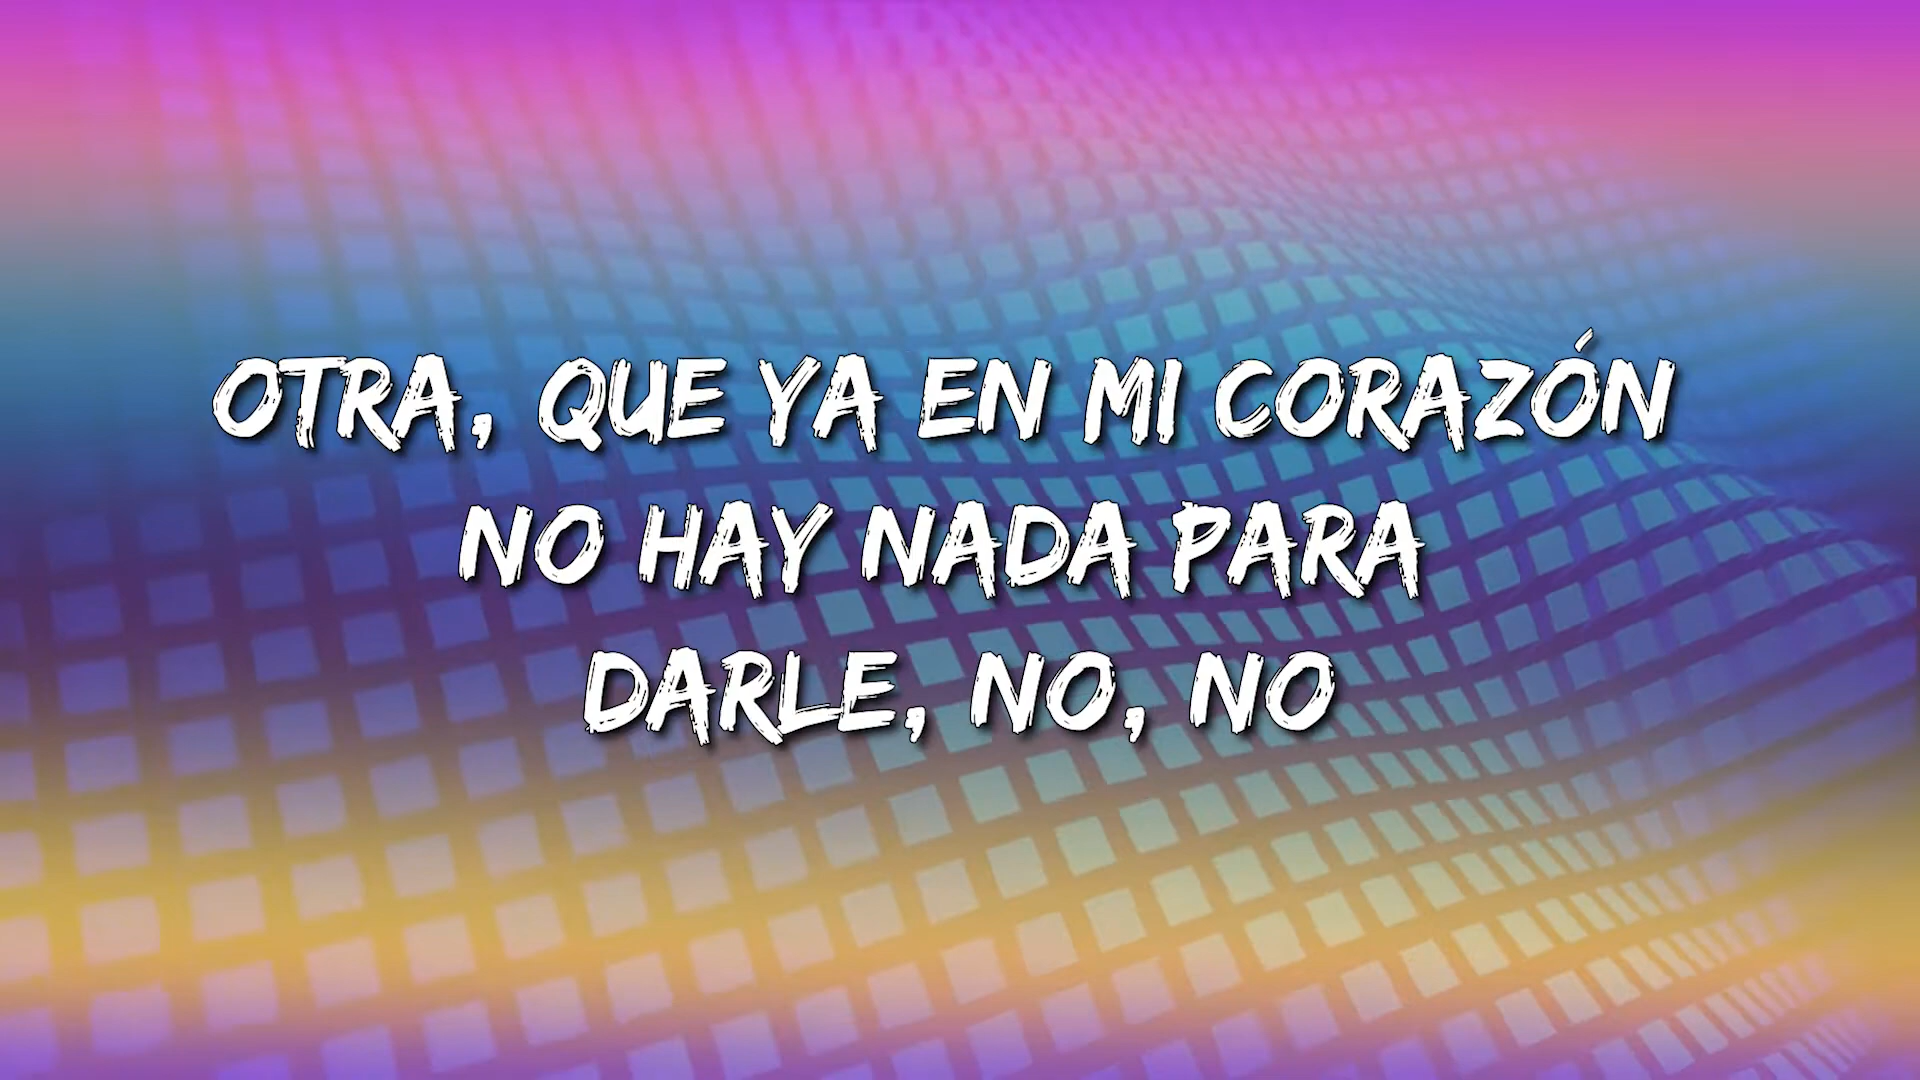 OTRA, QUE YA EN MI CORAZÓN
NO HAY NADA PARA
DARLE, NO, NO